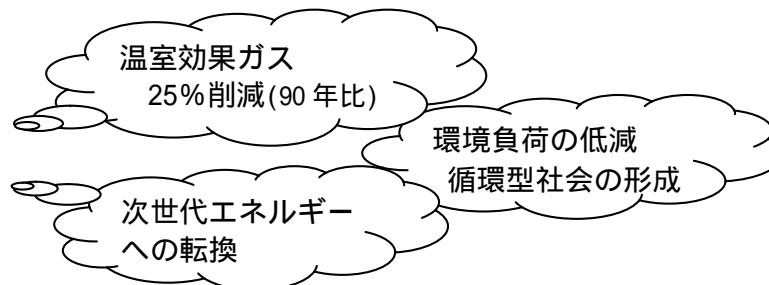 温室効果ガス
25%削減(90年比)
環境負荷の低減
循環型社会の形成
次世代エネルギー
への転換